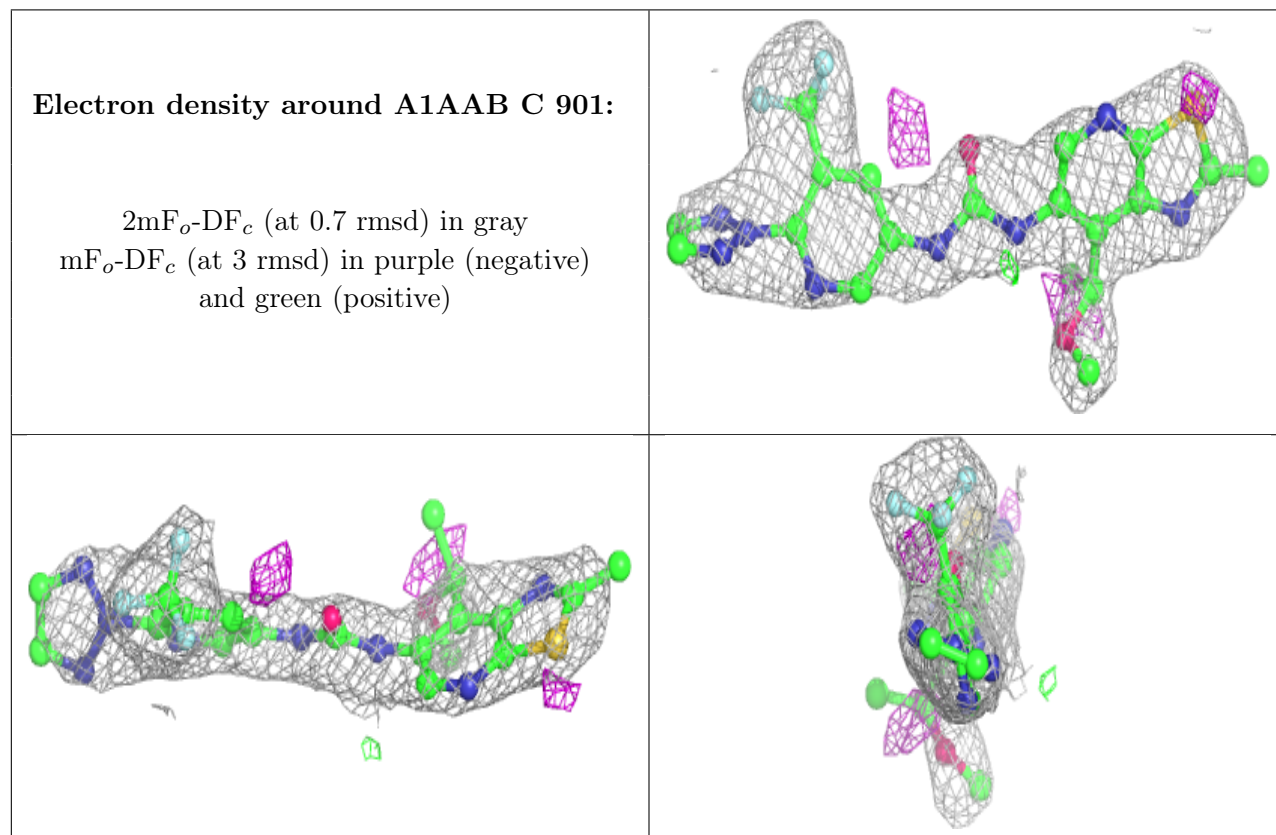 Electron density around A1AAB C 901:
2mFo-DFc (at 0.7 rmsd) in gray
mFo-DFc (at 3 rmsd) in purple (negative)
and green (positive)